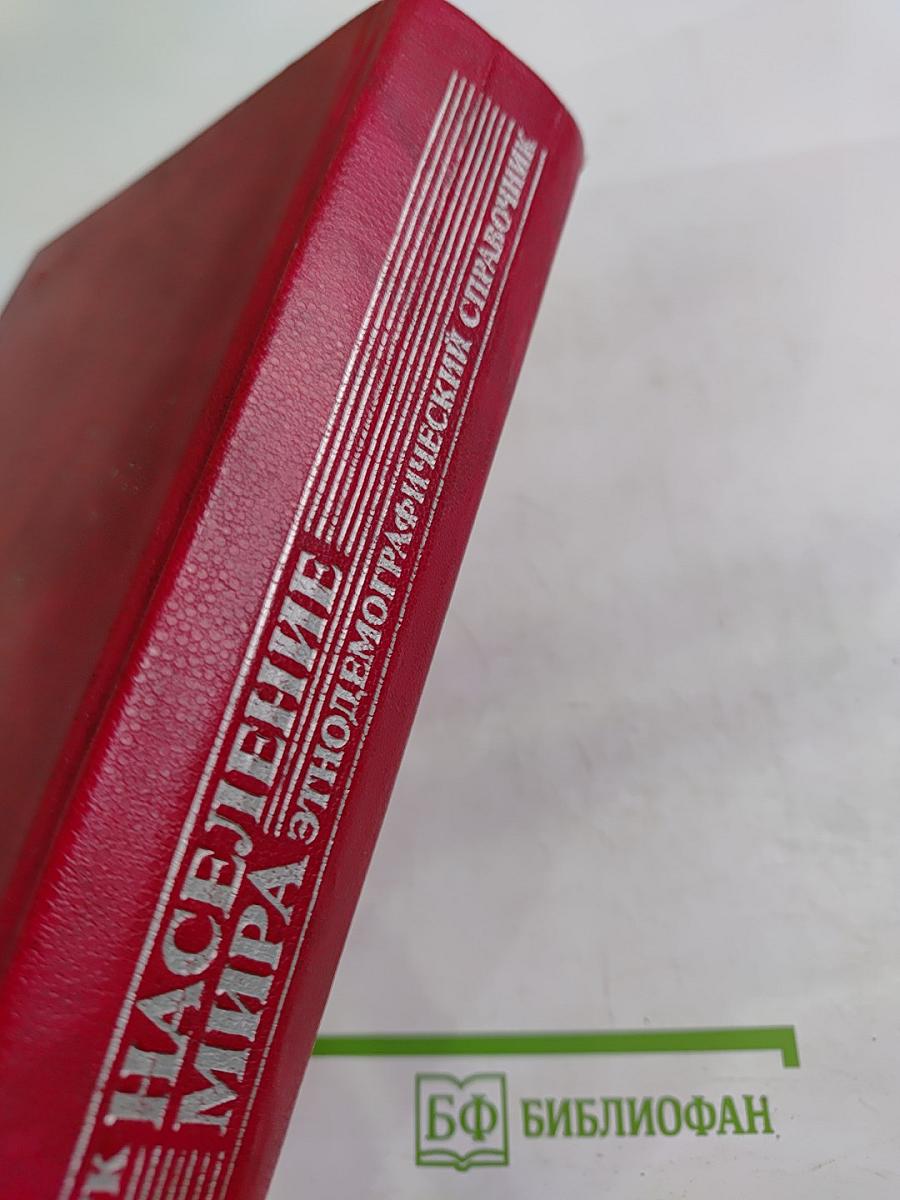 НАСЕЛЕНИЕ
МИРА ЭТНОДЕМОГРАФИЧЕСКИЙ СПРАВОЧНИК
БФ БИБЛИОФАН